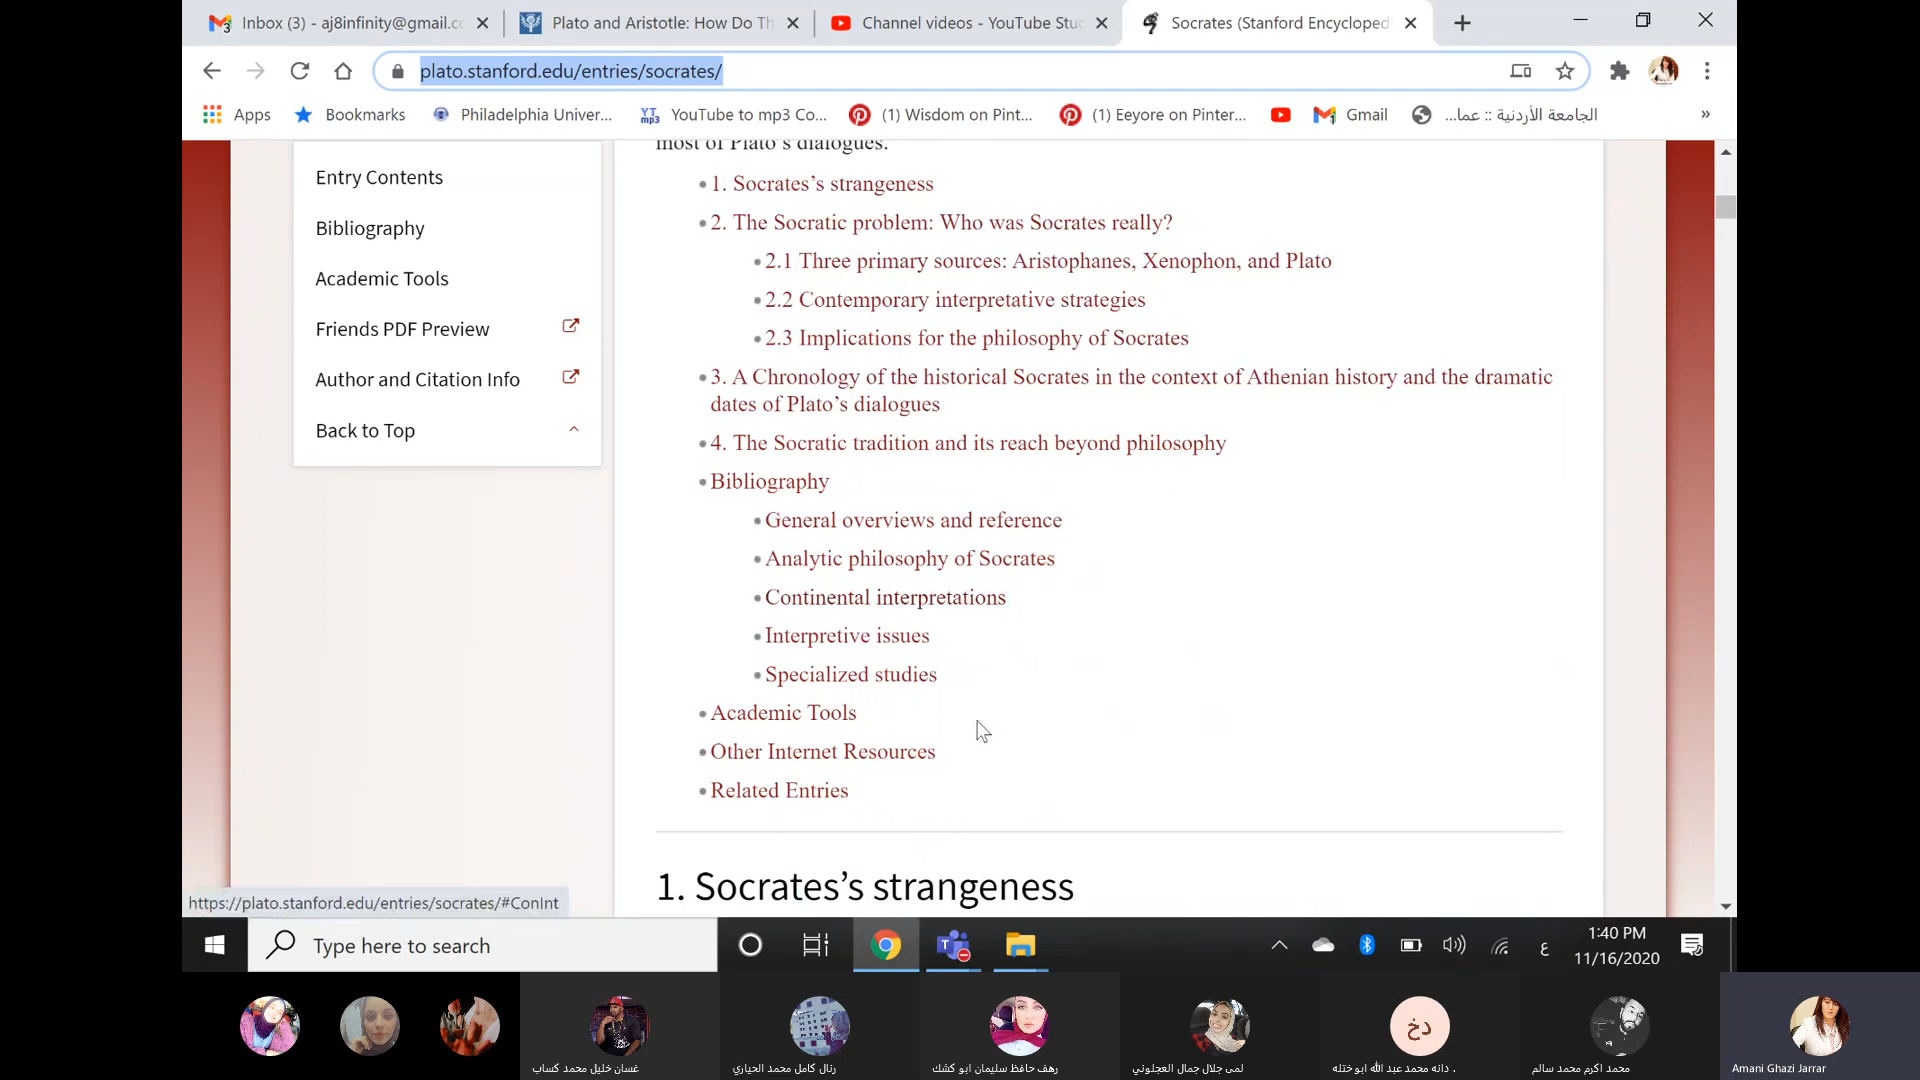 Inbox (3) - aj8infinity@gmail.c
Plato and Aristotle: How Do Th
Channel videos - YouTube Stu
Socrates (Stanford Encyclopedi
plato.stanford.edu/entries/socrates/
Apps
Bookmarks
Philadelphia Univer...
YouTube to mp3 Co...
(1) Wisdom on Pint...
(1) Eeyore on Pinter...
Gmail
الجامعة الأردنية :: عما...
»
most of Plato's dialogues.
Entry Contents
Bibliography
Academic Tools
Friends PDF Preview
Author and Citation Info
Back to Top
• 1. Socrates’s strangeness
• 2. The Socratic problem: Who was Socrates really?
• 2.1 Three primary sources: Aristophanes, Xenophon, and Plato
• 2.2 Contemporary interpretative strategies
• 2.3 Implications for the philosophy of Socrates
• 3. A Chronology of the historical Socrates in the context of Athenian history and the dramatic
dates of Plato’s dialogues
• 4. The Socratic tradition and its reach beyond philosophy
• Bibliography
• General overviews and reference
• Analytic philosophy of Socrates
• Continental interpretations
• Interpretive issues
• Specialized studies
• Academic Tools
• Other Internet Resources
• Related Entries
1. Socrates’s strangeness
https://plato.stanford.edu/entries/socrates/#ConInt
Type here to search
ع
1:40 PM
11/16/2020
دخ
غسان خليل محمد كساب
رنال كامل محمد الحياري
رهف حافظ سليمان ابو كشك
لمى جلال جمال العجلوني
دانه محمد عبد الله ابو ختله .
محمد اكرم محمد سالم
Amani Ghazi Jarrar